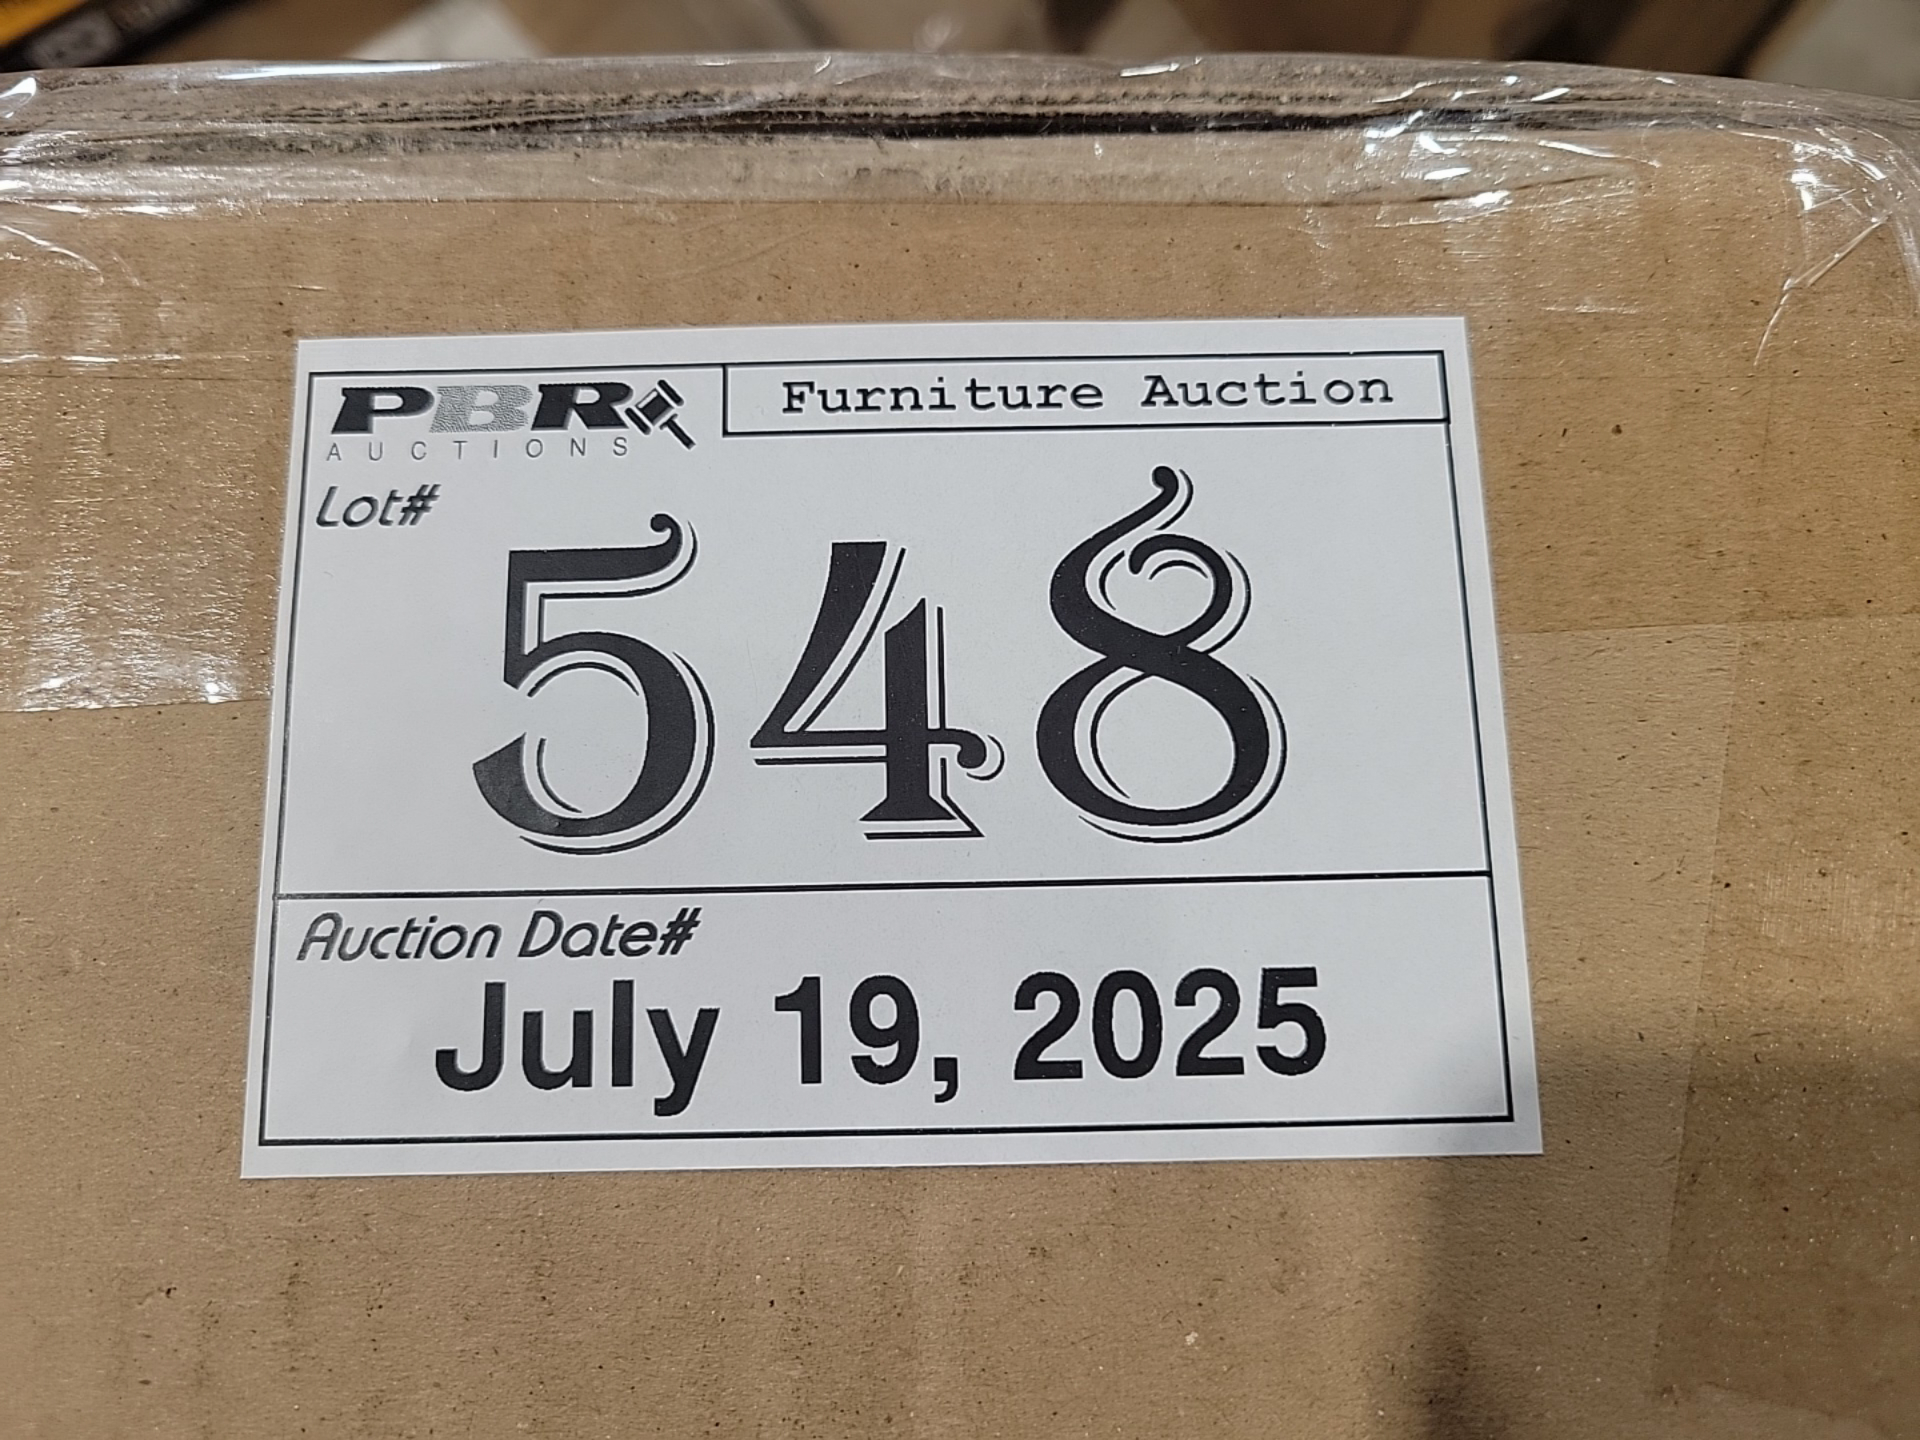 PBR
AUCTIONS
Furniture Auction
Lot#
548
Auction Date#
July 19, 2025